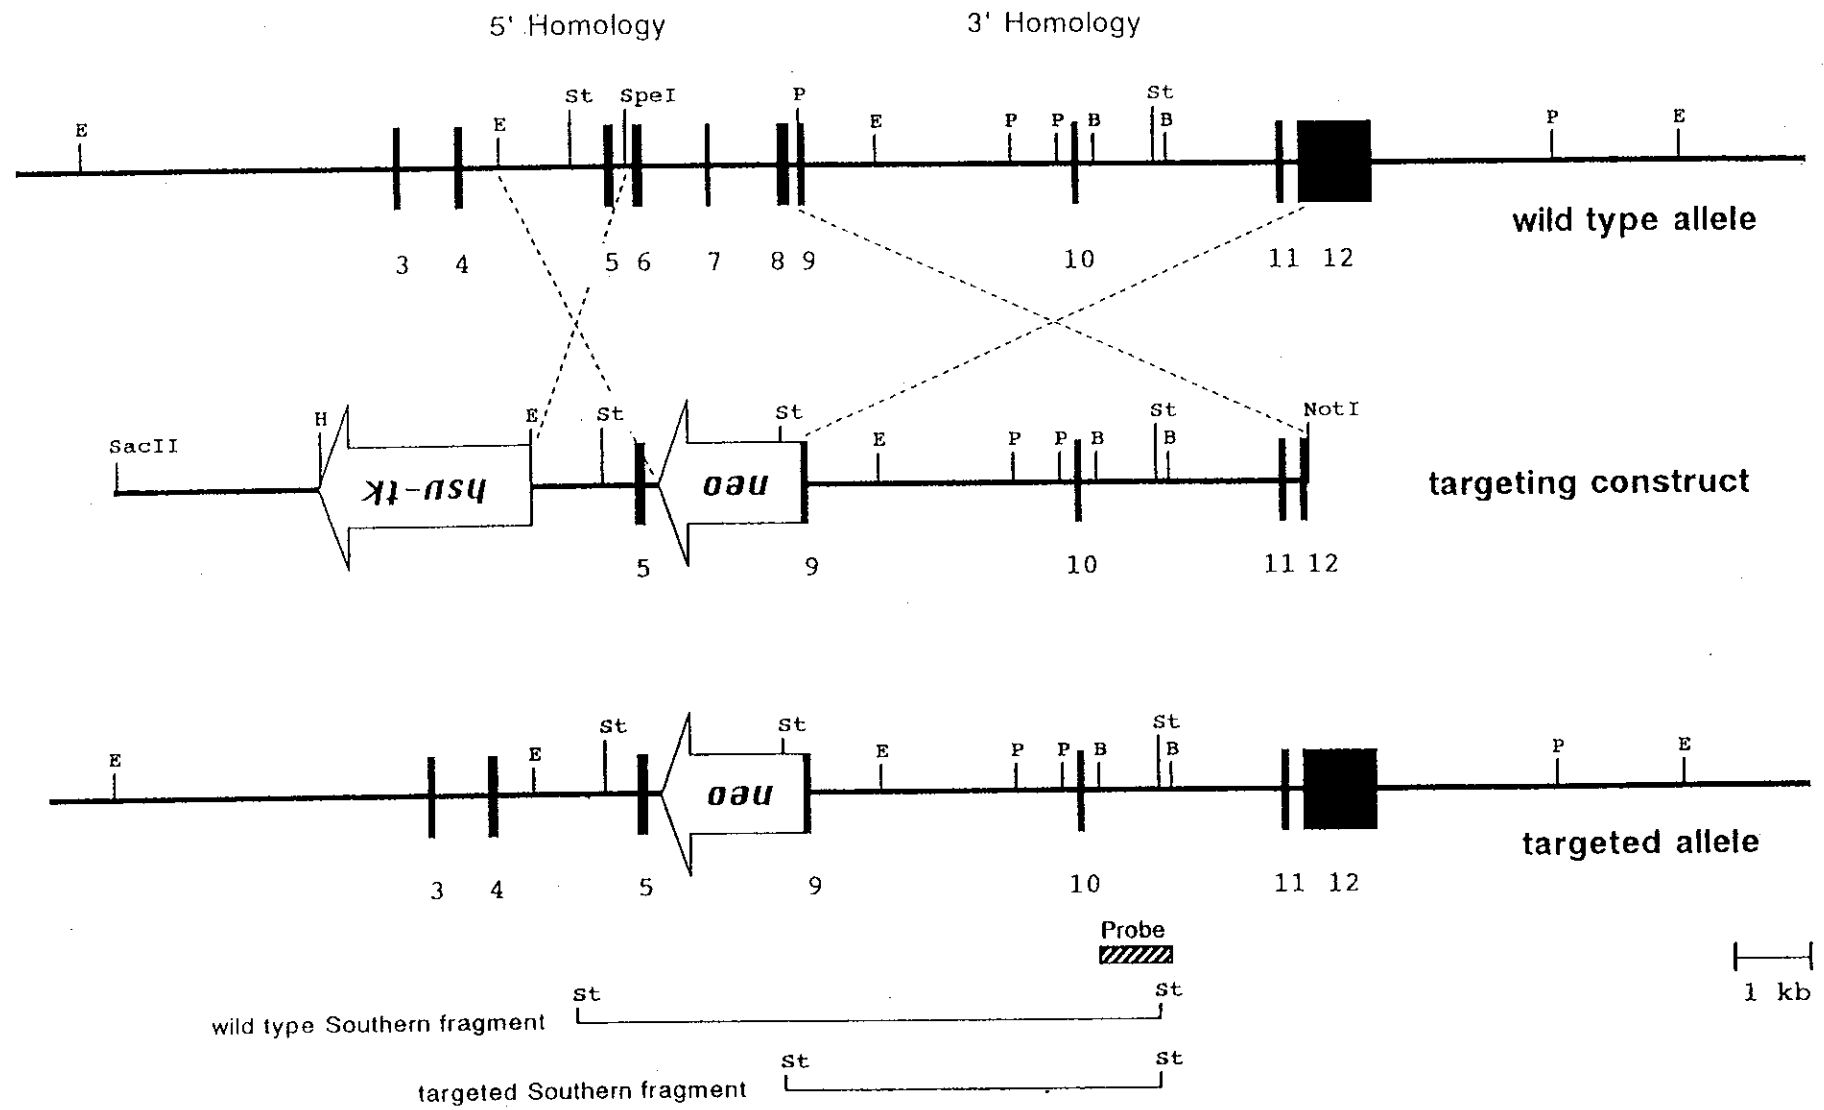 5' Homology 3' Homology
E E St SpeI P E P P B St B P E
wild type allele
3 4 5 6 7 8 9 10 11 12
SacII H E St St E P P B St B NotI
hsv-tk neo
targeting construct
5 9 10 11 12
E E St St E P P B St B P E
neo
targeted allele
3 4 5 9 10 11 12
Probe
1 kb
St St
wild type Southern fragment
St St
targeted Southern fragment